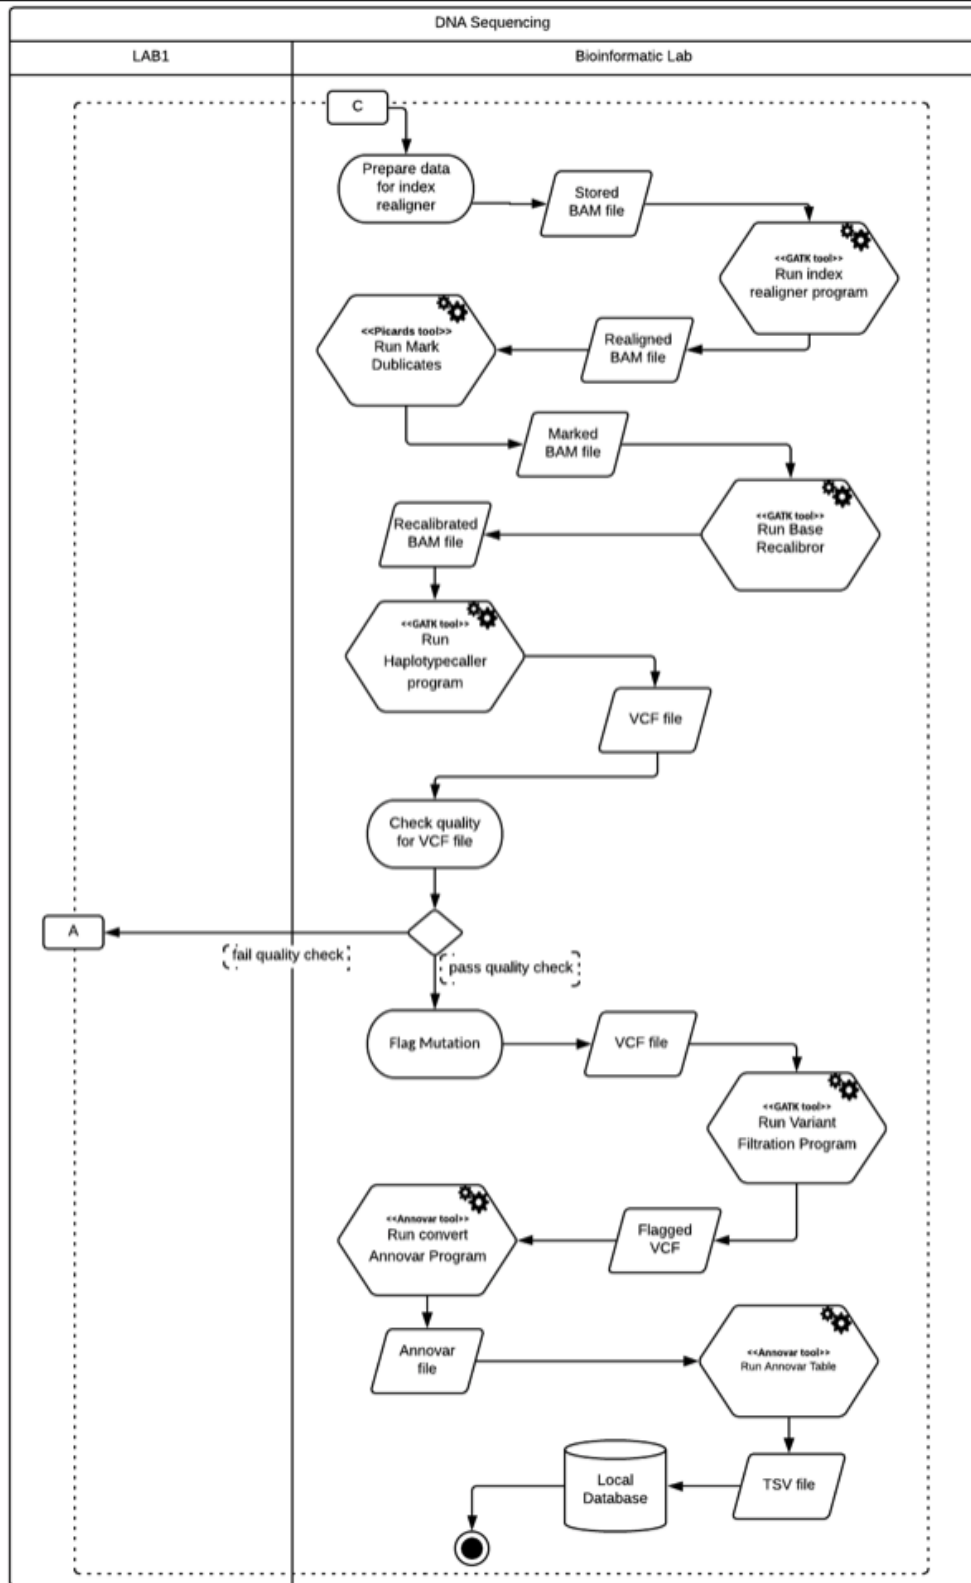 DNA Sequencing
LAB1
Bioinformatic Lab
C
Prepare data
for index
realigner
Stored
BAM file
<<GATK tool>>
Run index
realigner program
Realigned
BAM file
<<Picards tool>>
Run Mark
Dublicates
Marked
BAM file
<<GATK tool>>
Run Base
Recalibror
Recalibrated
BAM file
<<GATK tool>>
Run
Haplotypecaller
program
VCF file
Check quality
for VCF file
A
fail quality check
pass quality check
Flag Mutation
VCF file
<<GATK tool>>
Run Variant
Filtration Program
Flagged
VCF
<<Annovar tool>>
Run convert
Annovar Program
Annovar
file
<<Annovar tool>>
Run Annovar Table
TSV file
Local
Database